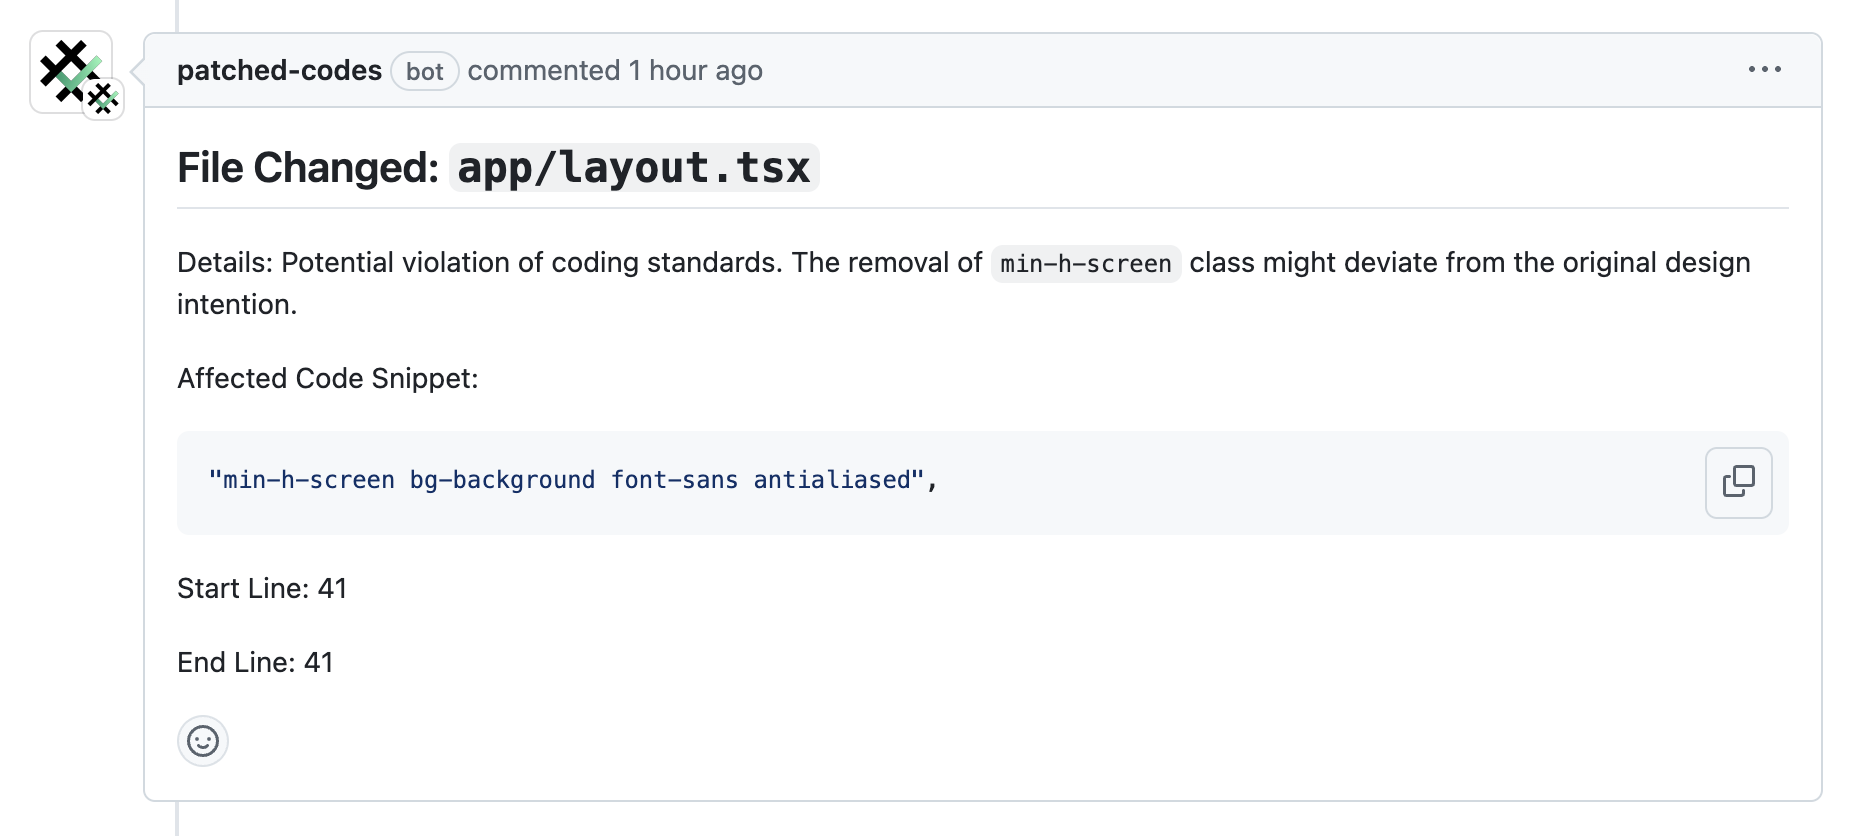 patched-codes bot commented 1 hour ago
File Changed: app/layout.tsx
Details: Potential violation of coding standards. The removal of min-h-screen class might deviate from the original design
intention.
Affected Code Snippet:
"min-h-screen bg-background font-sans antialiased",
Start Line: 41
End Line: 41